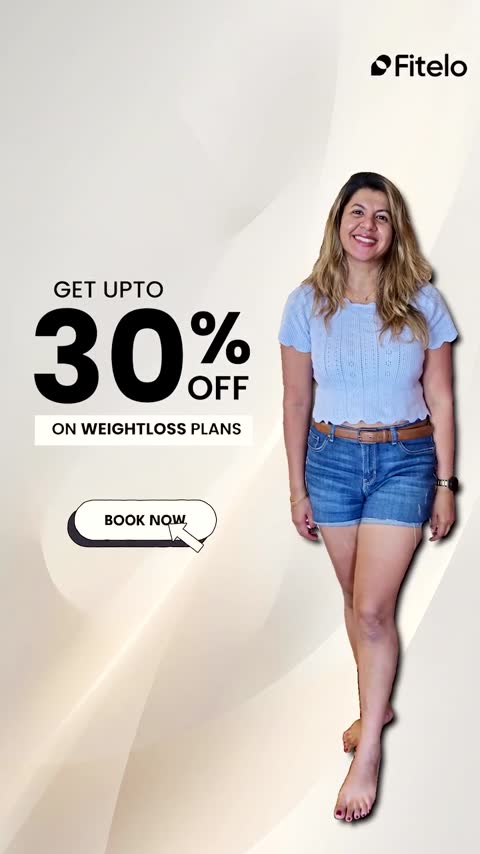 Fitelo
GET UPTO
30%
OFF
ON WEIGHTLOSS PLANS
BOOK NOW